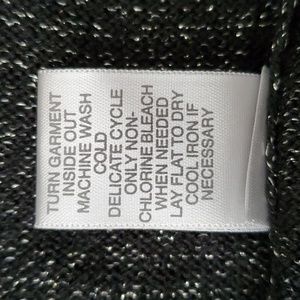 TURN GARMENT
INSIDE OUT
MACHINE WASH
COLD
DELICATE CYCLE
ONLY NON-
CHLORINE BLEACH
WHEN NEEDED
LAY FLAT TO DRY
COOL IRON IF
NECESSARY